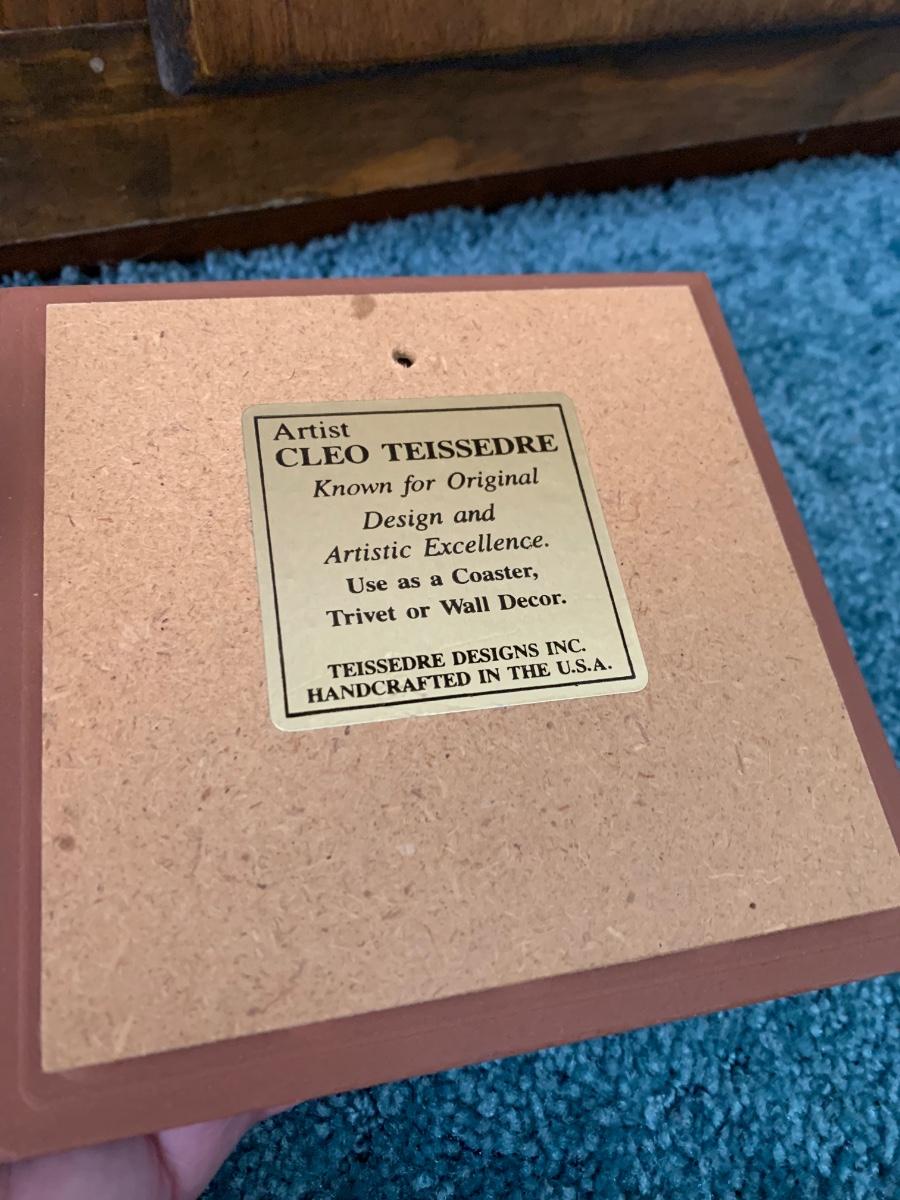 Artist
CLEO TEISSEDRE
Known for Original
Design and
Artistic Excellence.
Use as a Coaster,
Trivet or Wall Decor.
TEISSEDRE DESIGNS INC.
HANDCRAFTED IN THE U.S.A.